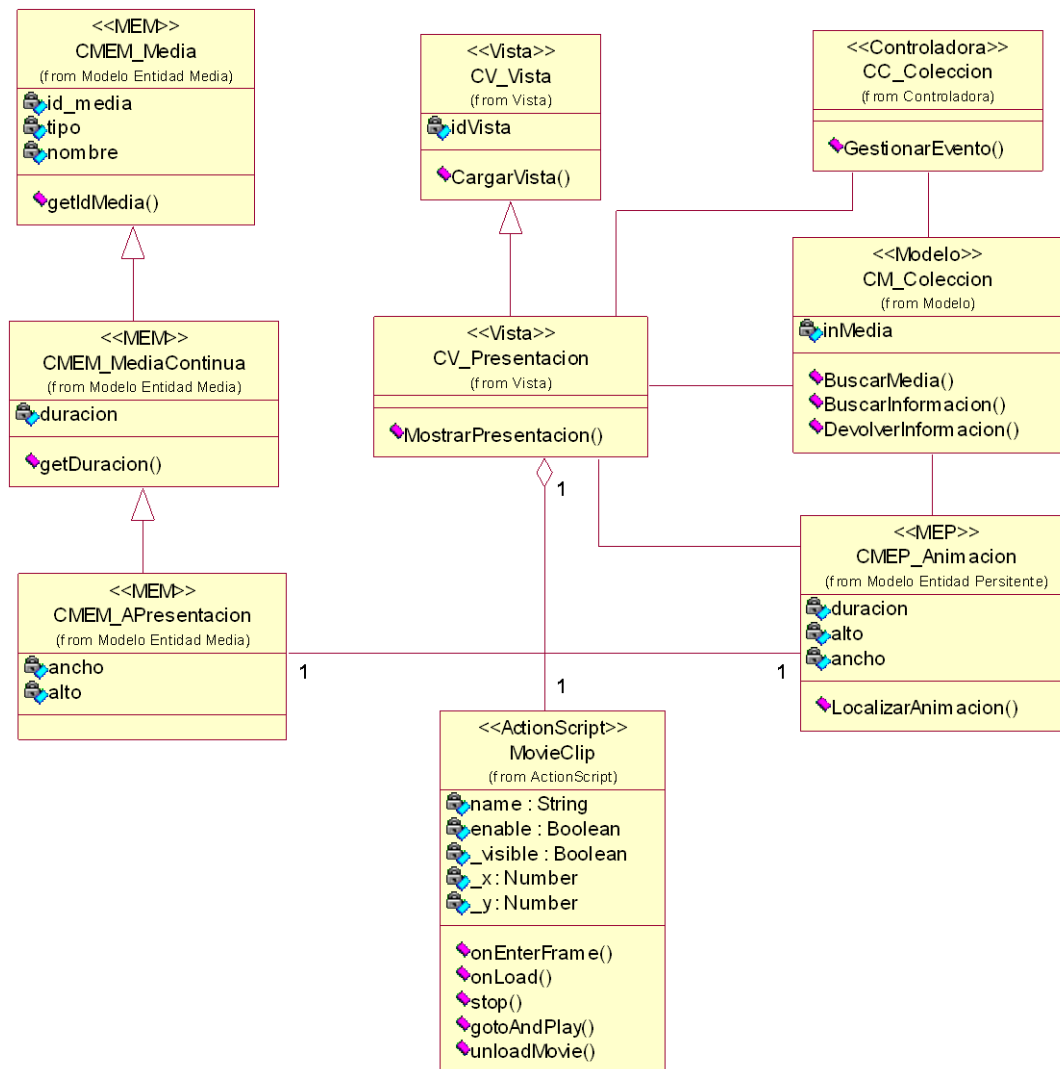 <<MEM>>
CMEM_Media
(from Modelo Entidad Media)
id_media
tipo
nombre
getIdMedia()
<<Vista>>
CV_Vista
(from Vista)
idVista
CargarVista()
<<Controladora>>
CC_Coleccion
(from Controladora)
GestionarEvento()
<<MEM>>
CMEM_MediaContinua
(from Modelo Entidad Media)
duracion
getDuracion()
<<Vista>>
CV_Presentacion
(from Vista)
MostrarPresentacion()
1
<<Modelo>>
CM_Coleccion
(from Modelo)
inMedia
BuscarMedia()
BuscarInformacion()
DevolverInformacion()
<<MEM>>
CMEM_APresentacion
(from Modelo Entidad Media)
ancho
alto
1
<<MEP>>
CMEP_Animacion
(from Modelo Entidad Persitente)
duracion
alto
ancho
LocalizarAnimacion()
1
1
<<ActionScript>>
MovieClip
(from ActionScript)
name : String
enable : Boolean
_visible : Boolean
_x : Number
_y : Number
onEnterFrame()
onLoad()
stop()
gotoAndPlay()
unloadMovie()